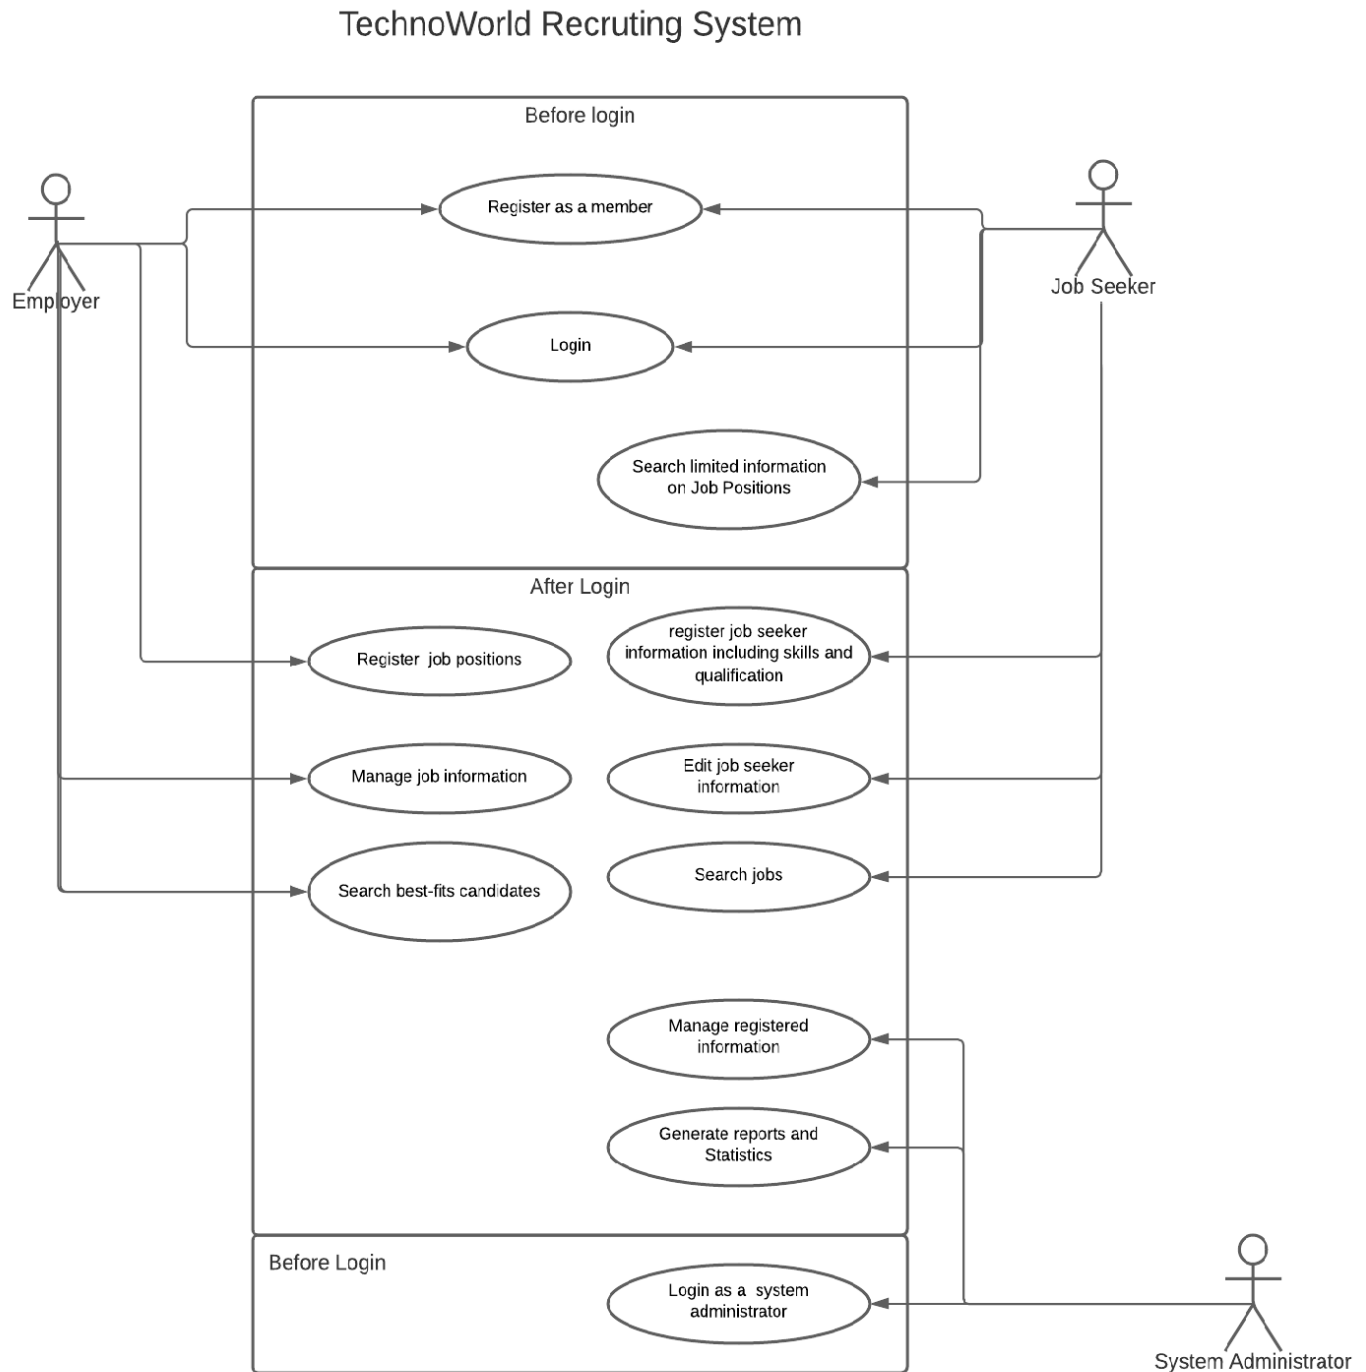 TechnoWorld Recruting System
Before login
Register as a member
Employer
Job Seeker
Login
Search limited information
on Job Positions
After Login
Register job positions
register job seeker
information including skills and
qualification
Manage job information
Edit job seeker
information
Search best-fits candidates
Search jobs
Manage registered
information
Generate reports and
Statistics
Before Login
Login as a system
administrator
System Administrator